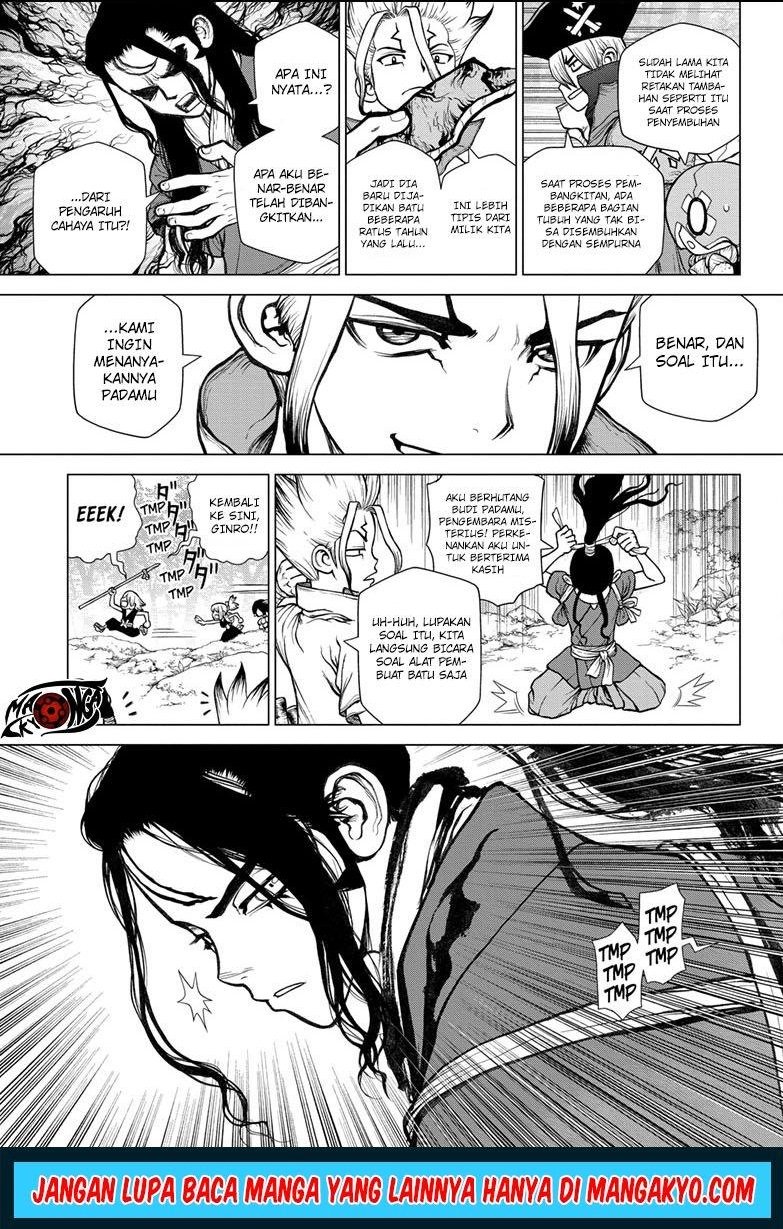 SUDAH LAMA KITA
TIDAK MELIHAT
RETAKAN TAMBA-
HAN SEPERTI ITU
SAAT PROSES
PENYEMBUHAN
SAAT PROSES PEM-
BANGKITAN, ADA
BEBERAPA BAGIAN
TUBUH YANG TAK BI-
SA DISEMBUHKAN
DENGAN SEMPURNA
INI LEBIH
TIPIS DARI
MILIK KITA
JADI DIA
BARU DIJA-
DIKAN BATU
BEBERAPA
RATUS TAHUN
YANG LALU...
APA INI
NYATA...?
APA AKU BE-
NAR-BENAR
TELAH DIBAN-
GKITKAN...
...DARI
PENGARUH
CAHAYA ITU?!
BENAR, DAN
SOAL ITU...
...KAMI
INGIN
MENANYA-
KANNYA
PADAMU
AKU BERHUTANG
BUDI PADAMU,
PENGEMBARA MIS-
TERIUS! PERKE-
NANKAN AKU UN-
TUK BERTERIMA
KASIH
UH-HUH, LUPAKAN
SOAL ITU, KITA
LANGSUNG BICARA
SOAL ALAT PEM-
BUAT BATU SAJA
KEMBALI
KE SINI,
GINRO!!
ダダダダ
TMP
TMP
TMP
TMP
TMP
EEEK!
TMP
TMP
TMP
TMP
TMP
TMP
MANGAKYO
JANGAN LUPA BACA MANGA YANG LAINNYA HANYA DI MANGAKYO.COM